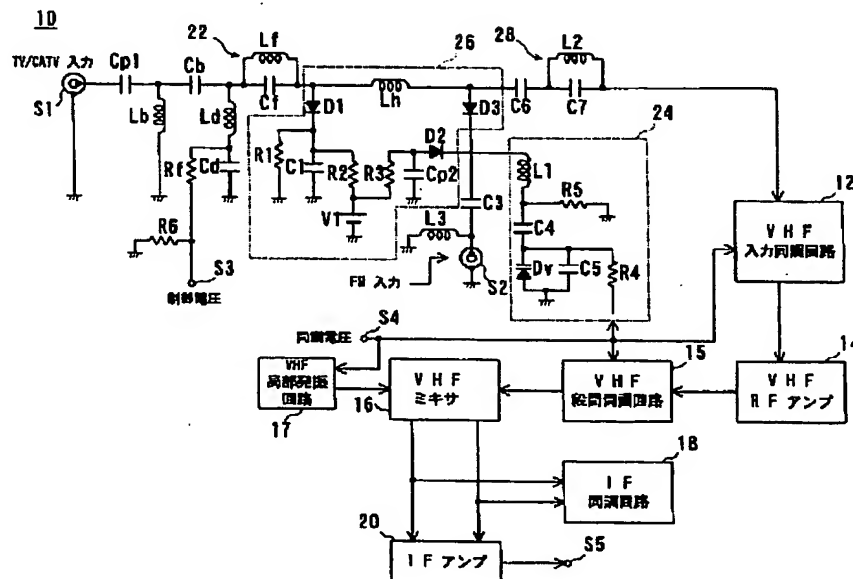 10
TV/CATV 入力
S1
Cp1
Cb
22
Lf
Cf
26
28
L2
C6
C7
Lb
Ld
Rf
Cd
R6
S3
制御電圧
D1
Lh
D3
R1
C1
R2
R3
D2
Cp2
V1
C3
L3
FM 入力
S2
24
L1
R5
C4
Dv
C5
R4
12
VHF
入力同調回路
同調電圧
S4
VHF
局部発振
回路
17
VHF
ミキサ
16
15
VHF
段間同調回路
14
VHF
RF アンプ
18
IF
同調回路
20
IF アンプ
S5